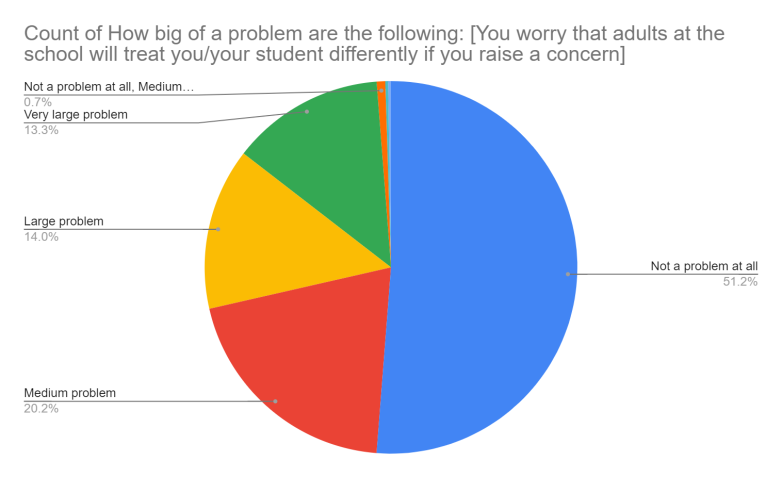 Count of How big of a problem are the following: [You worry that adults at the
school will treat you/your student differently if you raise a concern]
Not a problem at all, Medium…
0.7%
Very large problem
13.3%
Large problem
14.0%
Not a problem at all
51.2%
Medium problem
20.2%